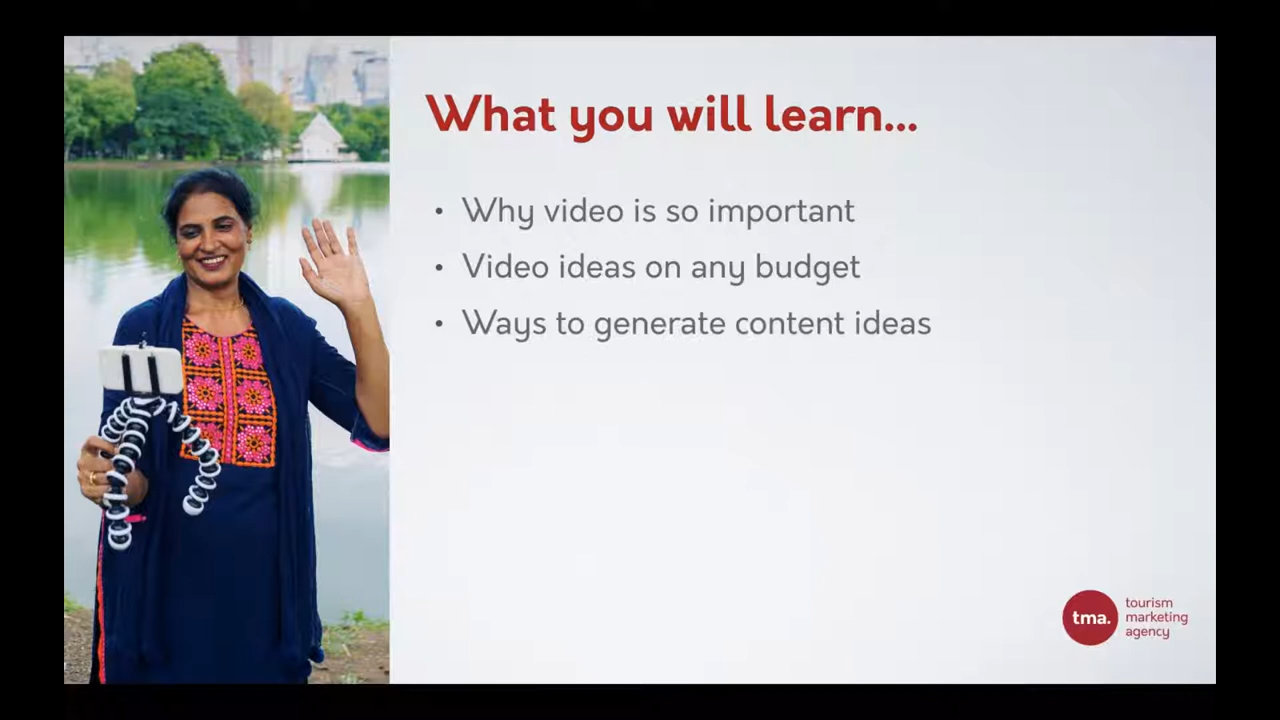 What you will learn...
• Why video is so important
• Video ideas on any budget
• Ways to generate content ideas
tma.
tourism
marketing
agency